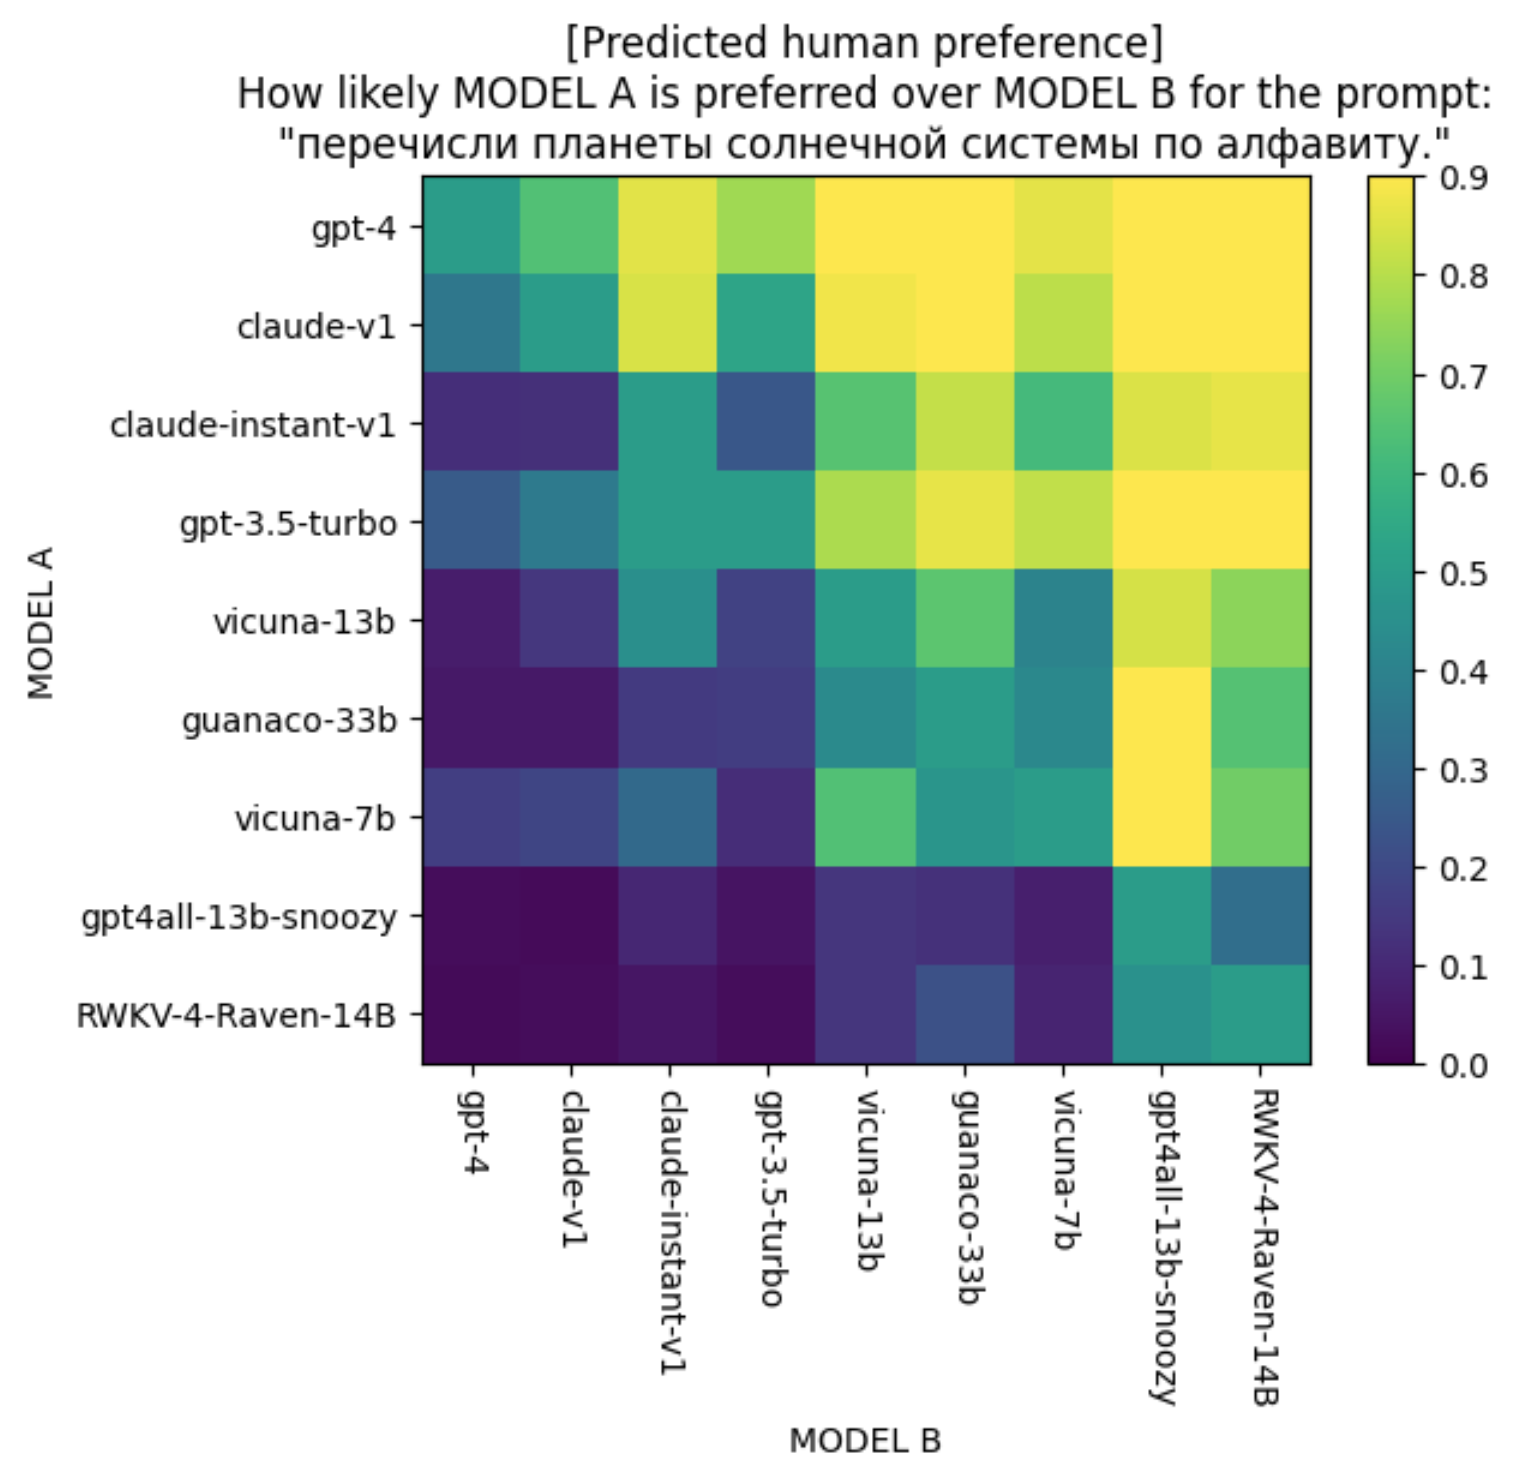 [Predicted human preference]
How likely MODEL A is preferred over MODEL B for the prompt:
"перечисли планеты солнечной системы по алфавиту."
MODEL A
gpt-4
claude-v1
claude-instant-v1
gpt-3.5-turbo
vicuna-13b
guanaco-33b
vicuna-7b
gpt4all-13b-snoozy
RWKV-4-Raven-14B
gpt-4
claude-v1
claude-instant-v1
gpt-3.5-turbo
vicuna-13b
guanaco-33b
vicuna-7b
gpt4all-13b-snoozy
RWKV-4-Raven-14B
MODEL B
0.9
0.8
0.7
0.6
0.5
0.4
0.3
0.2
0.1
0.0